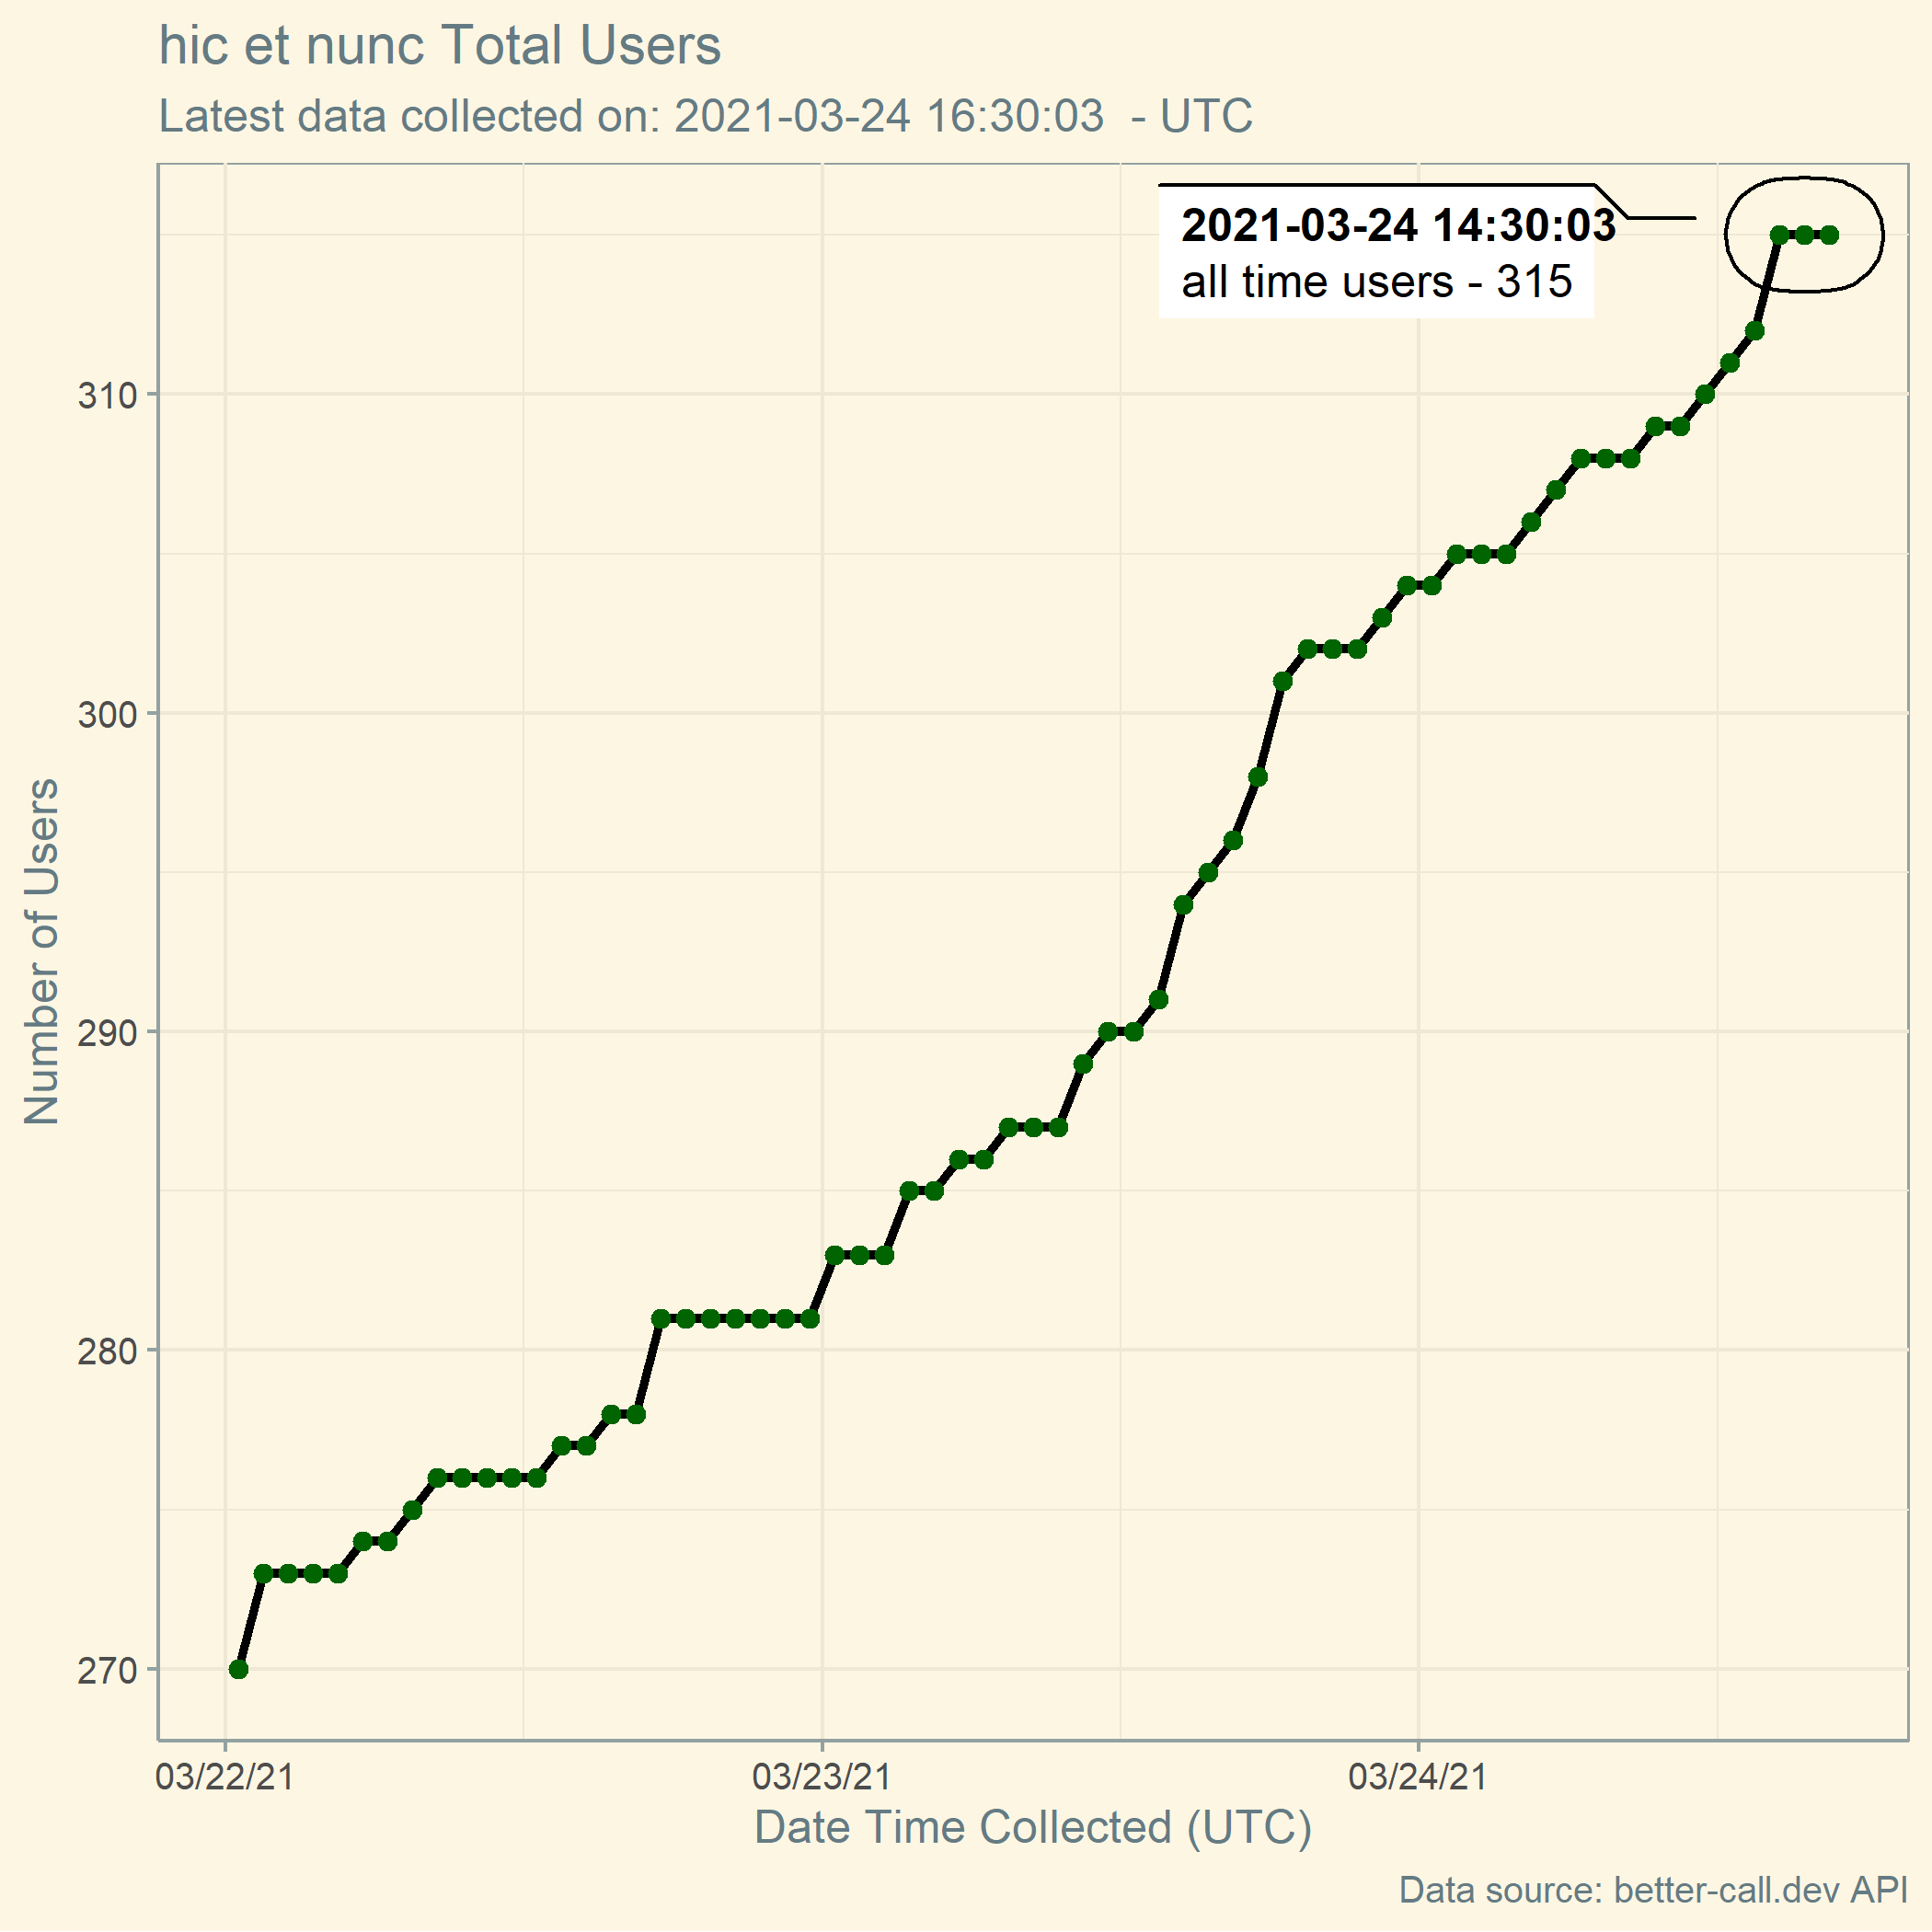 hic et nunc Total Users
Latest data collected on: 2021-03-24 16:30:03  - UTC
2021-03-24 14:30:03
all time users - 315
310
300
290
280
270
Number of Users
03/22/21
03/23/21
03/24/21
Date Time Collected (UTC)
Data source: better-call.dev API